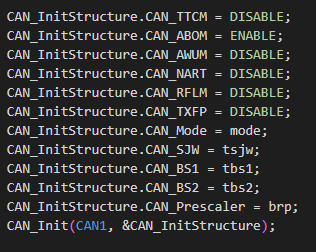 CAN_InitStructure.CAN_TTCM = DISABLE;
CAN_InitStructure.CAN_ABOM = ENABLE;
CAN_InitStructure.CAN_AWUM = DISABLE;
CAN_InitStructure.CAN_NART = DISABLE;
CAN_InitStructure.CAN_RFLM = DISABLE;
CAN_InitStructure.CAN_TXFP = DISABLE;
CAN_InitStructure.CAN_Mode = mode;
CAN_InitStructure.CAN_SJW = tsjw;
CAN_InitStructure.CAN_BS1 = tbs1;
CAN_InitStructure.CAN_BS2 = tbs2;
CAN_InitStructure.CAN_Prescaler = brp;
CAN_Init(CAN1, &CAN_InitStructure);